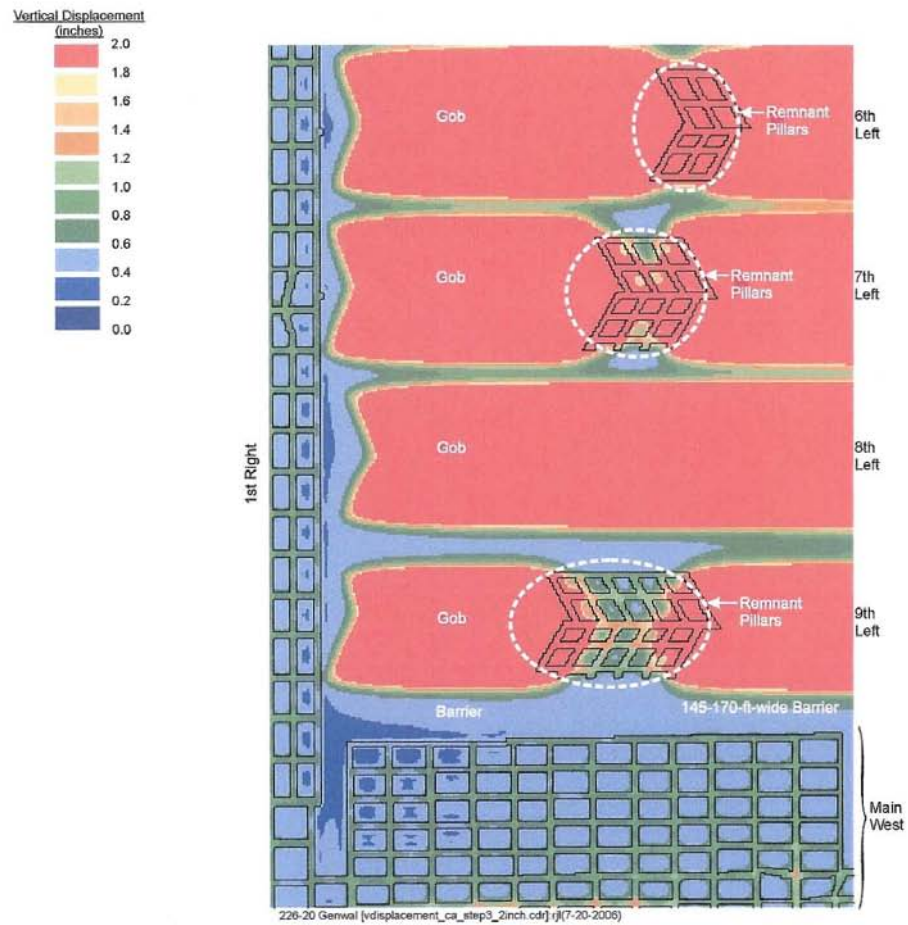 Vertical Displacement
(inches)
2.0
1.8
1.6
1.4
1.2
1.0
0.8
0.6
0.4
0.2
0.0
Gob
Remnant
Pillars
6th
Left
Gob
Remnant
Pillars
7th
Left
1st Right
Gob
8th
Left
Gob
Remnant
Pillars
9th
Left
Barrier
145-170-ft-wide Barrier
Main
West
226-20 Genwal [vdisplacement_ca_step3_2inch.cdr]:rjl(7-20-2006)